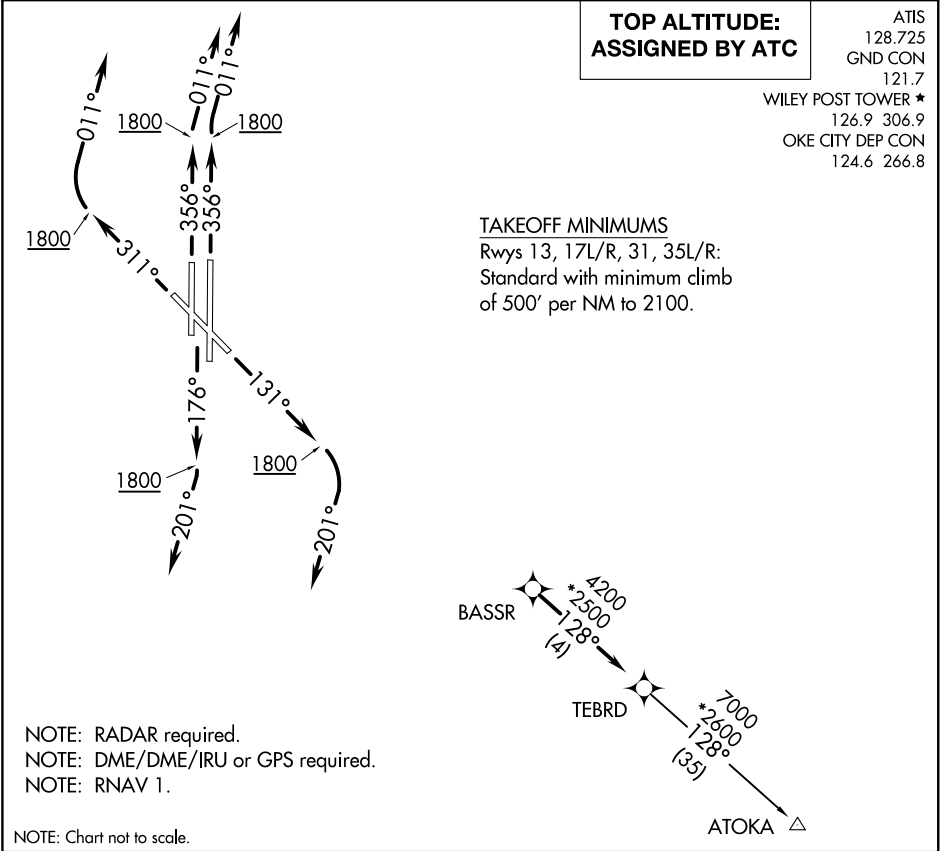 TOP ALTITUDE:
ASSIGNED BY ATC
ATIS
128.725
GND CON
121.7
WILEY POST TOWER ★
126.9 306.9
OKE CITY DEP CON
124.6 266.8
011°
011°
011°
1800
1800
356°
356°
1800
311°
TAKEOFF MINIMUMS
Rwys 13, 17L/R, 31, 35L/R:
Standard with minimum climb
of 500' per NM to 2100.
176°
131°
1800
1800
201°
201°
BASSR
4200
*2500
128°
(4)
TEBRD
7000
*2600
128°
(35)
ATOKA
NOTE: RADAR required.
NOTE: DME/DME/IRU or GPS required.
NOTE: RNAV 1.
NOTE: Chart not to scale.